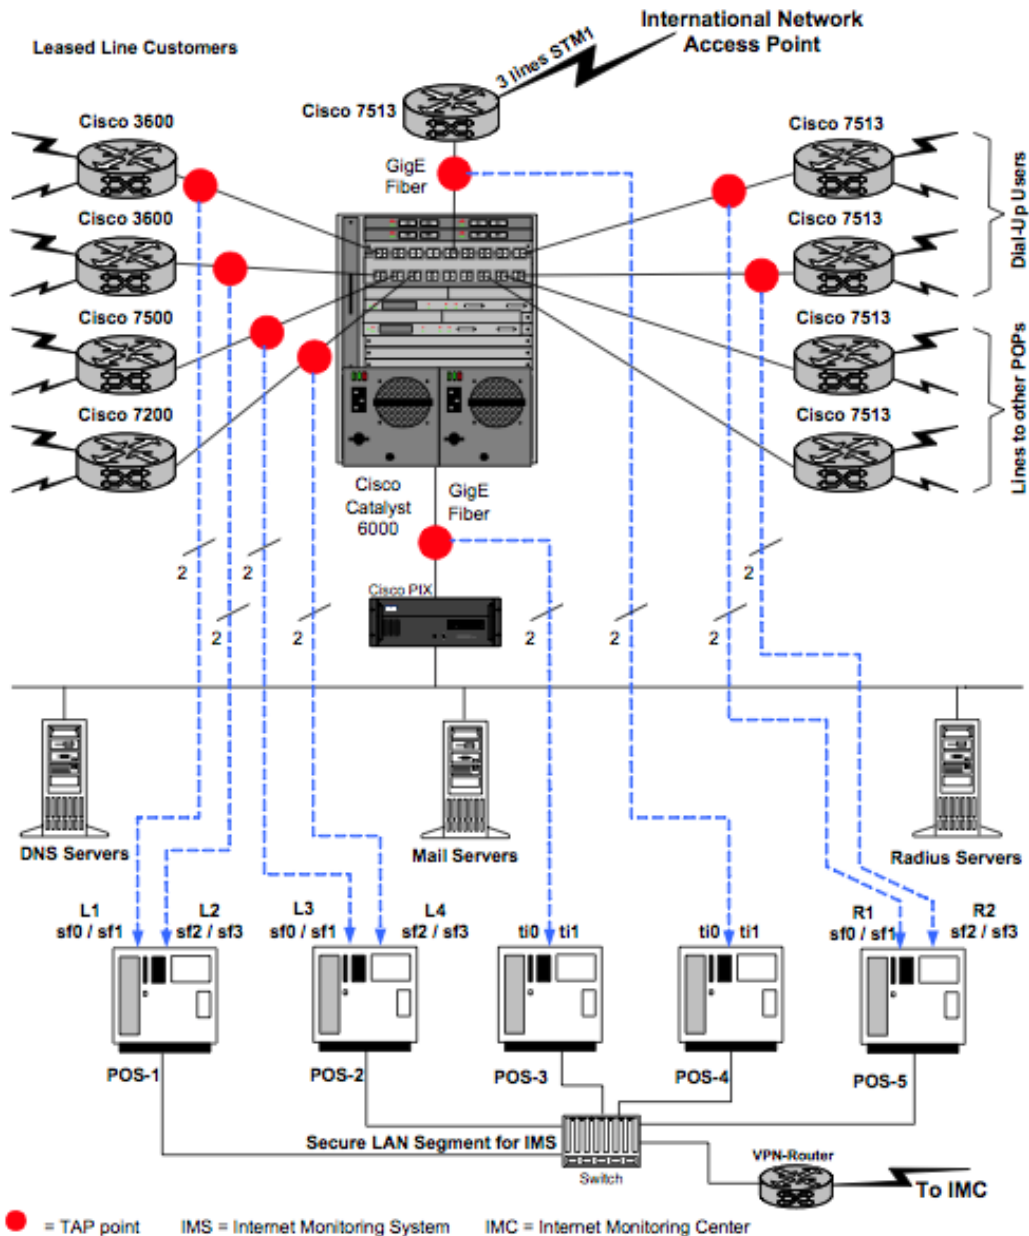 International Network
Access Point
Leased Line Customers
3 lines STM1
Cisco 7513
Cisco 3600
GigE
Fiber
Cisco 7513
Cisco 3600
Cisco 7513
Dial-Up Users
Cisco 7500
Cisco 7513
Cisco 7200
Cisco 7513
Lines to other POPs
Cisco
Catalyst
6000
GigE
Fiber
2
2
2
Cisco PIX
2
2
2
2
2
DNS Servers
Mail Servers
Radius Servers
L1
sf0 / sf1
L2
sf2 / sf3
L3
sf0 / sf1
L4
sf2 / sf3
ti0 ti1
ti0 ti1
R1
sf0 / sf1
R2
sf2 / sf3
POS-1
POS-2
POS-3
POS-4
POS-5
Secure LAN Segment for IMS
Switch
VPN-Router
To IMC
= TAP point IMS = Internet Monitoring System IMC = Internet Monitoring Center